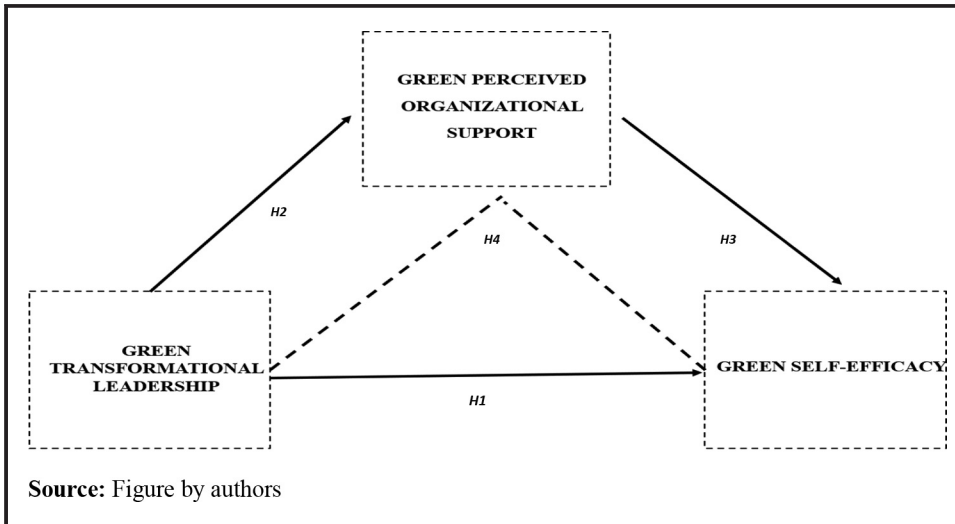 GREEN PERCEIVED
ORGANIZATIONAL
SUPPORT
H2
H4
H3
GREEN
TRANSFORMATIONAL
LEADERSHIP
GREEN SELF-EFFICACY
H1
Source: Figure by authors